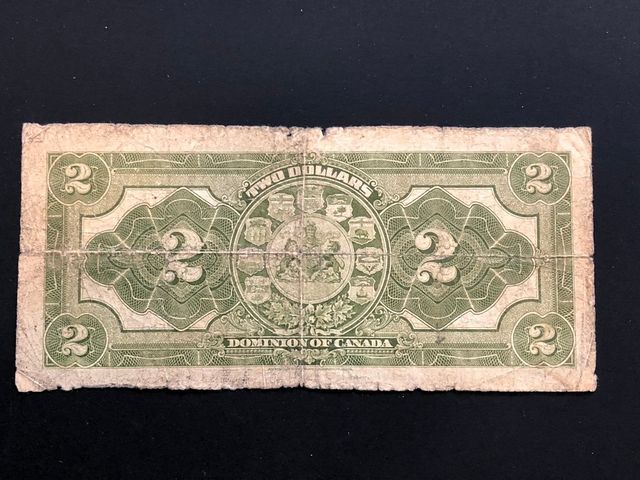 2 TWO DOLLARS 2
2 2
2 DOMINION OF CANADA 2